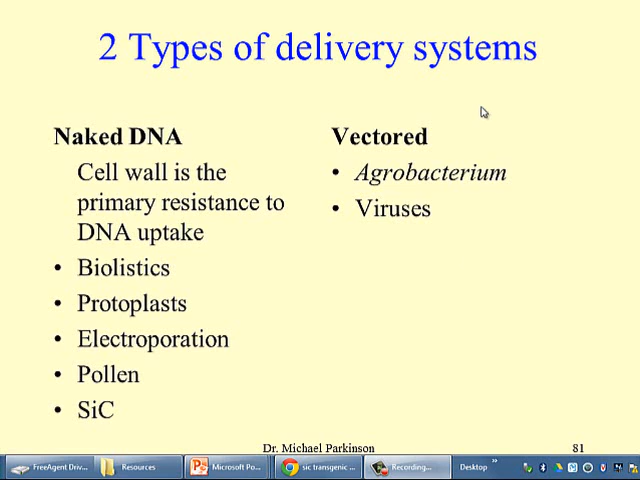 2 Types of delivery systems
Naked DNA
Cell wall is the
primary resistance to
DNA uptake
• Biolistics
• Protoplasts
• Electroporation
• Pollen
• SiC
Vectored
• Agrobacterium
• Viruses
Dr. Michael Parkinson
81
FreeAgent Driv...
Resources
Microsoft Po...
sic transgenic ...
Recording...
Desktop